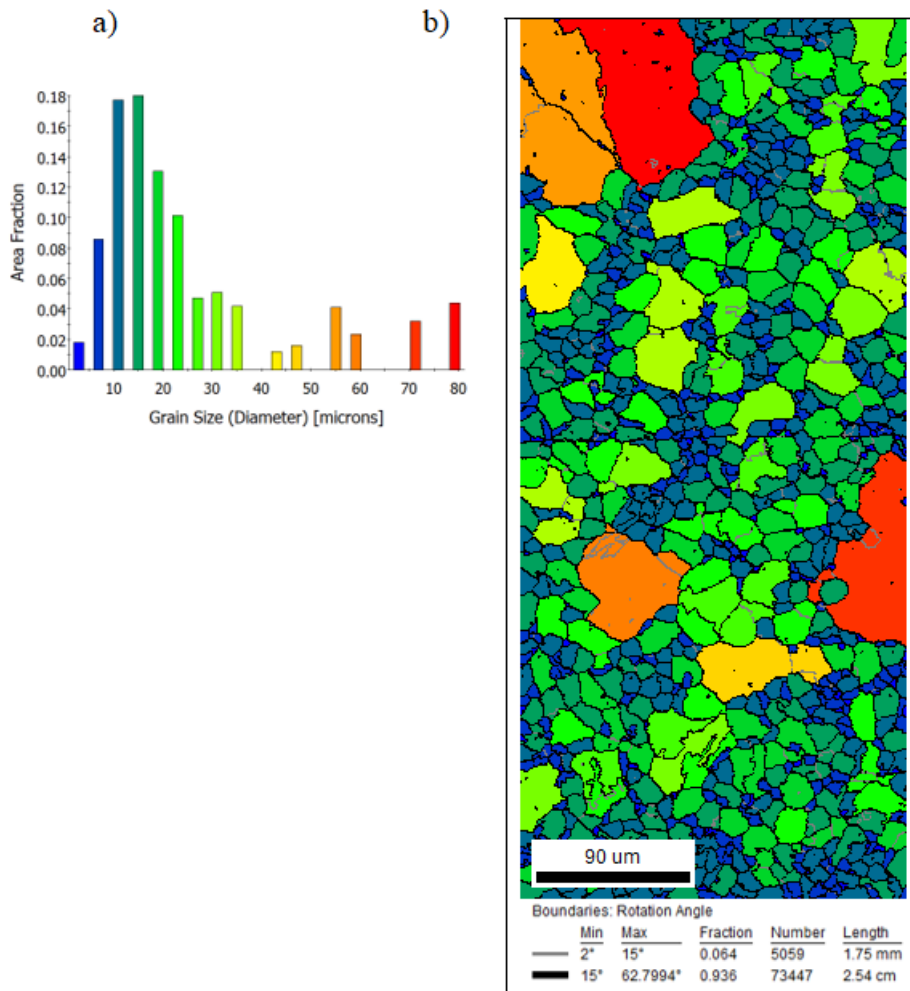 a)
b)
0.18
0.16
0.14
0.12
0.10
0.08
0.06
0.04
0.02
0.00
Area Fraction
10 20 30 40 50 60 70 80
Grain Size (Diameter) [microns]
90 um
Boundaries: Rotation Angle
Min Max Fraction Number Length
2° 15° 0.064 5059 1.75 mm
15° 62.7994° 0.936 73447 2.54 cm